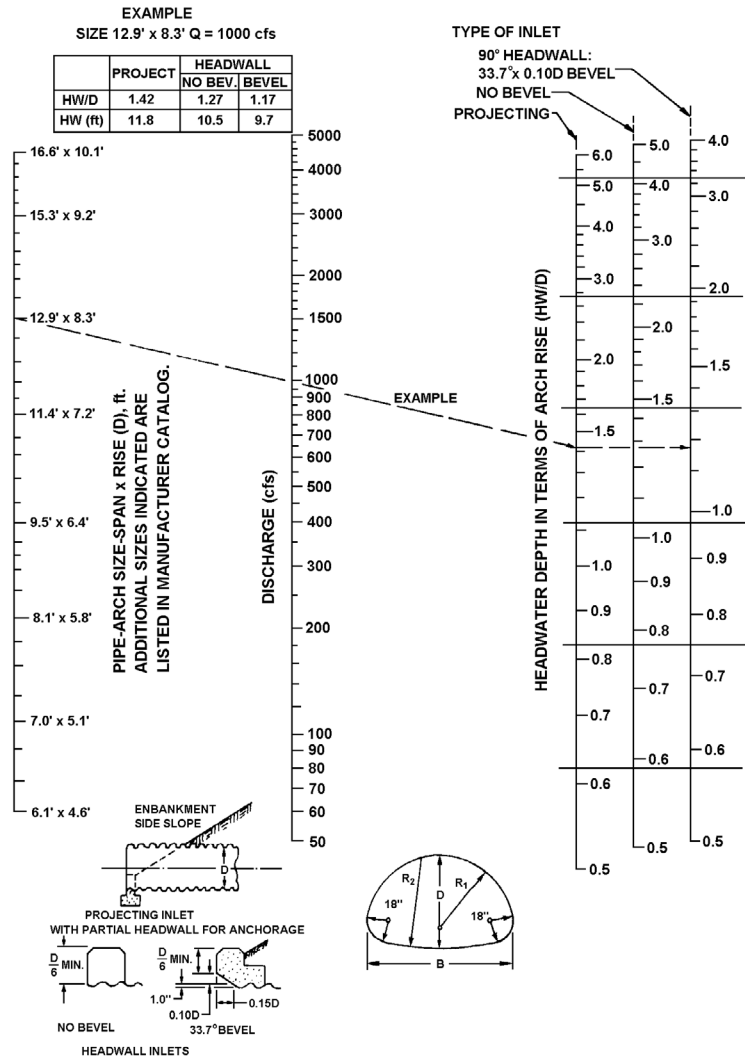 EXAMPLE
SIZE 12.9' x 8.3' Q = 1000 cfs
PROJECT
HEADWALL
NO BEV. BEVEL
HW/D 1.42 1.27 1.17
HW (ft) 11.8 10.5 9.7
TYPE OF INLET
90° HEADWALL:
33.7° x 0.10D BEVEL
NO BEVEL
PROJECTING
16.6' x 10.1'
15.3' x 9.2'
12.9' x 8.3'
11.4' x 7.2'
9.5' x 6.4'
8.1' x 5.8'
7.0' x 5.1'
6.1' x 4.6'
PIPE-ARCH SIZE-SPAN x RISE (D), ft.
ADDITIONAL SIZES INDICATED ARE
LISTED IN MANUFACTURER CATALOG.
5000
4000
3000
2000
1500
1000
900
800
700
600
500
400
300
200
100
90
80
70
60
50
DISCHARGE (cfs)
EXAMPLE
HEADWATER DEPTH IN TERMS OF ARCH RISE (HW/D)
6.0
5.0
4.0
3.0
2.0
1.5
1.0
0.9
0.8
0.7
0.6
0.5
5.0
4.0
3.0
2.0
1.5
1.0
0.9
0.8
0.7
0.6
0.5
4.0
3.0
2.0
1.5
1.0
0.9
0.8
0.7
0.6
0.5
ENBANKMENT
SIDE SLOPE
D
PROJECTING INLET
WITH PARTIAL HEADWALL FOR ANCHORAGE
D/6 MIN.
D/6 MIN.
1.0"
0.15D
0.10D
NO BEVEL
33.7° BEVEL
HEADWALL INLETS
R2
R1
D
18"
18"
B